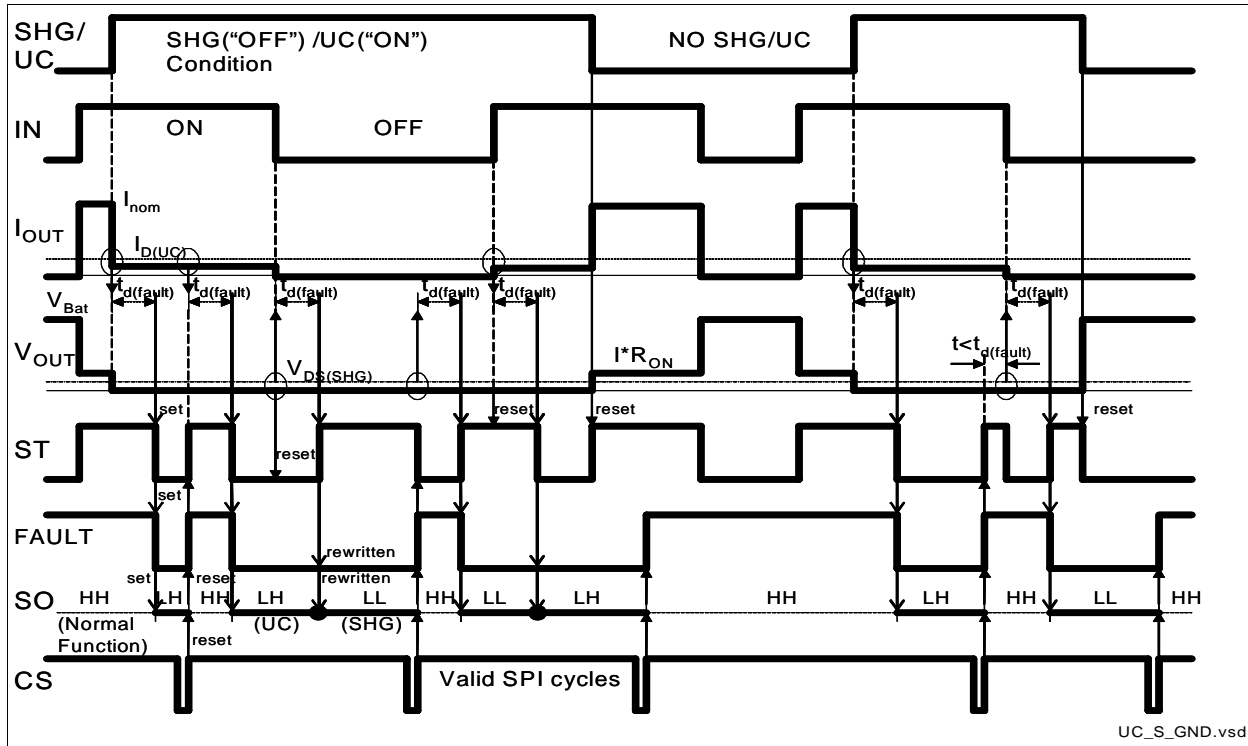 SHG/
UC
SHG(“OFF”) /UC(“ON”)
Condition
NO SHG/UC
IN
ON
OFF
Inom
IOUT
ID(UC)
td(fault) td(fault) td(fault) td(fault) td(fault) td(fault) td(fault)
VBat
VOUT
VDS(SHG)
I*RON
t<td(fault)
set
reset
reset
reset
ST
reset
set
FAULT
rewritten
set
reset
rewritten
SO
HH LH HH LH LL HH LL LH HH LH HH LL HH
(Normal
Function)
(UC)
(SHG)
reset
CS
Valid SPI cycles
UC_S_GND.vsd